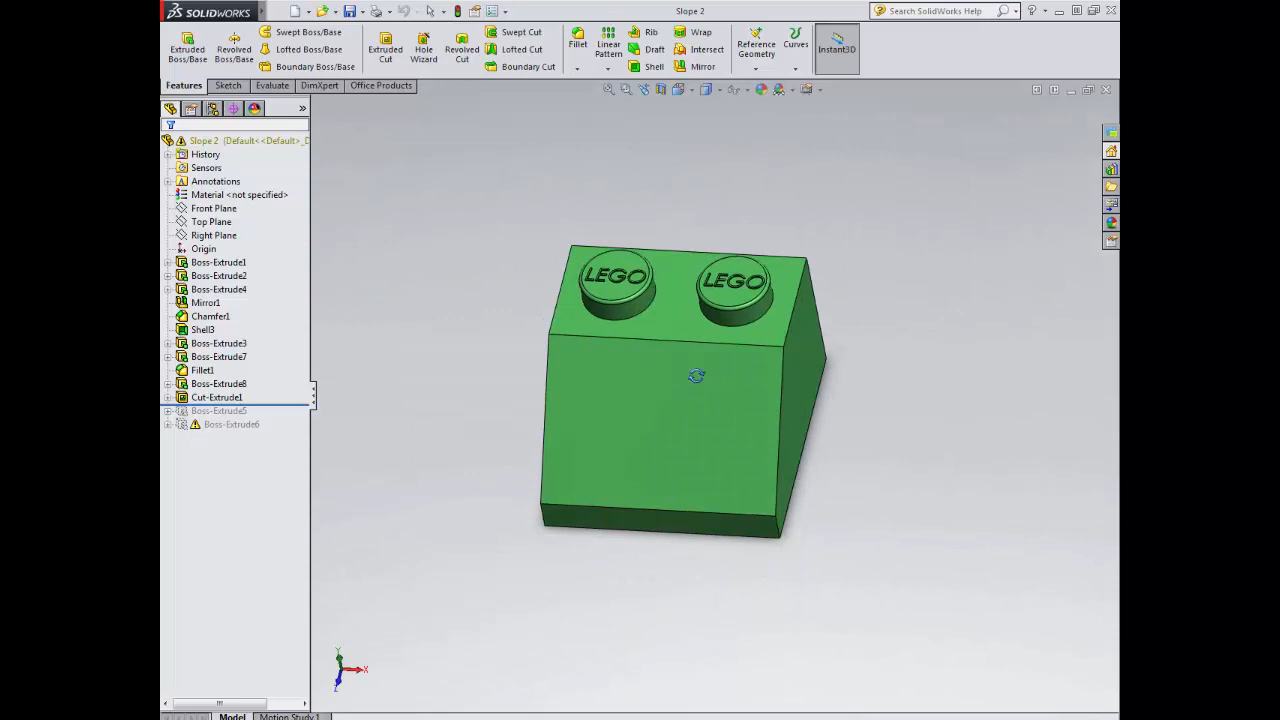 SOLIDWORKS
Slope 2
Search SolidWorks Help
Extruded Boss/Base
Revolved Boss/Base
Swept Boss/Base
Lofted Boss/Base
Boundary Boss/Base
Extruded Cut
Hole Wizard
Revolved Cut
Swept Cut
Lofted Cut
Boundary Cut
Fillet
Linear Pattern
Rib
Draft
Shell
Wrap
Intersect
Mirror
Reference Geometry
Curves
Instant3D
Features
Sketch
Evaluate
DimXpert
Office Products
Slope 2 (Default<<Default>_D
History
Sensors
Annotations
Material <not specified>
Front Plane
Top Plane
Right Plane
Origin
Boss-Extrude1
Boss-Extrude2
Boss-Extrude4
Mirror1
Chamfer1
Shell3
Boss-Extrude3
Boss-Extrude7
Fillet1
Boss-Extrude8
Cut-Extrude1
Boss-Extrude5
Boss-Extrude6
LEGO
LEGO
Y
X
Z
Model
Motion Study 1